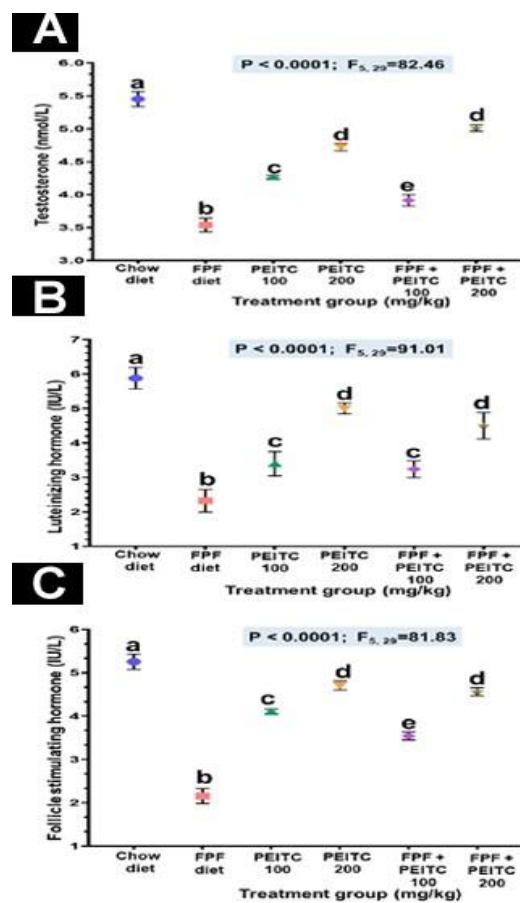 A
P < 0.0001; F5, 29=82.46
Testosterone (nmol/L)
6.0
5.5
5.0
4.5
4.0
3.5
3.0
a
b
c
d
e
d
Chow diet
FPF diet
PEITC 100
PEITC 200
FPF + PEITC 100
FPF + PEITC 200
Treatment group (mg/kg)
B
P < 0.0001; F5, 29=91.01
Luteinizing hormone (IU/L)
7
6
5
4
3
2
1
a
b
c
d
c
d
Chow diet
FPF diet
PEITC 100
PEITC 200
FPF + PEITC 100
FPF + PEITC 200
Treatment group (mg/kg)
C
P < 0.0001; F5, 29=81.83
Follicle stimulating hormone (IU/L)
6
5
4
3
2
1
a
b
c
d
e
d
Chow diet
FPF diet
PEITC 100
PEITC 200
FPF + PEITC 100
FPF + PEITC 200
Treatment group (mg/kg)